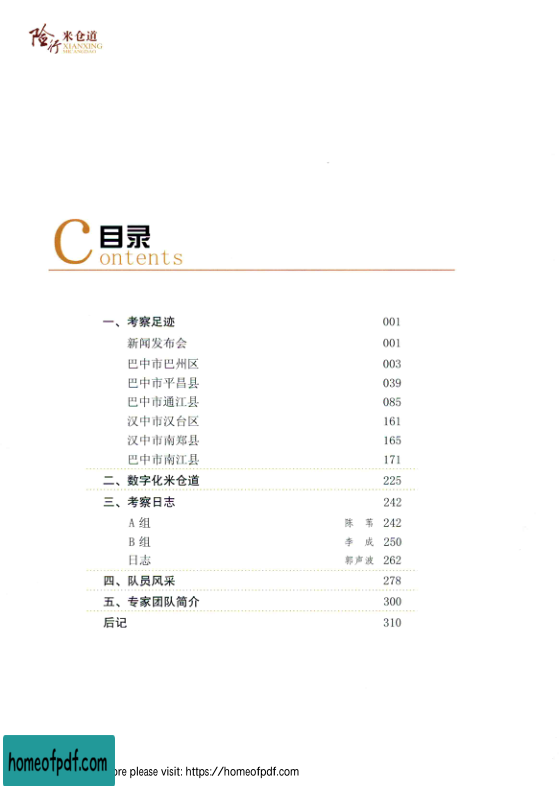 险行 米仓道
XIANXING
目录
Contents
一、考察足迹 001
新闻发布会 001
巴中市巴州区 003
巴中市平昌县 039
巴中市通江县 085
汉中市汉台区 161
汉中市南郑县 165
巴中市南江县 171
二、数字化米仓道 225
三、考察日志 242
A 组 陈 苇 242
B 组 李 成 250
日志 郭声波 262
四、队员风采 278
五、专家团队简介 300
后记 310
homeofpdf.com
ore please visit: https://homeofpdf.com